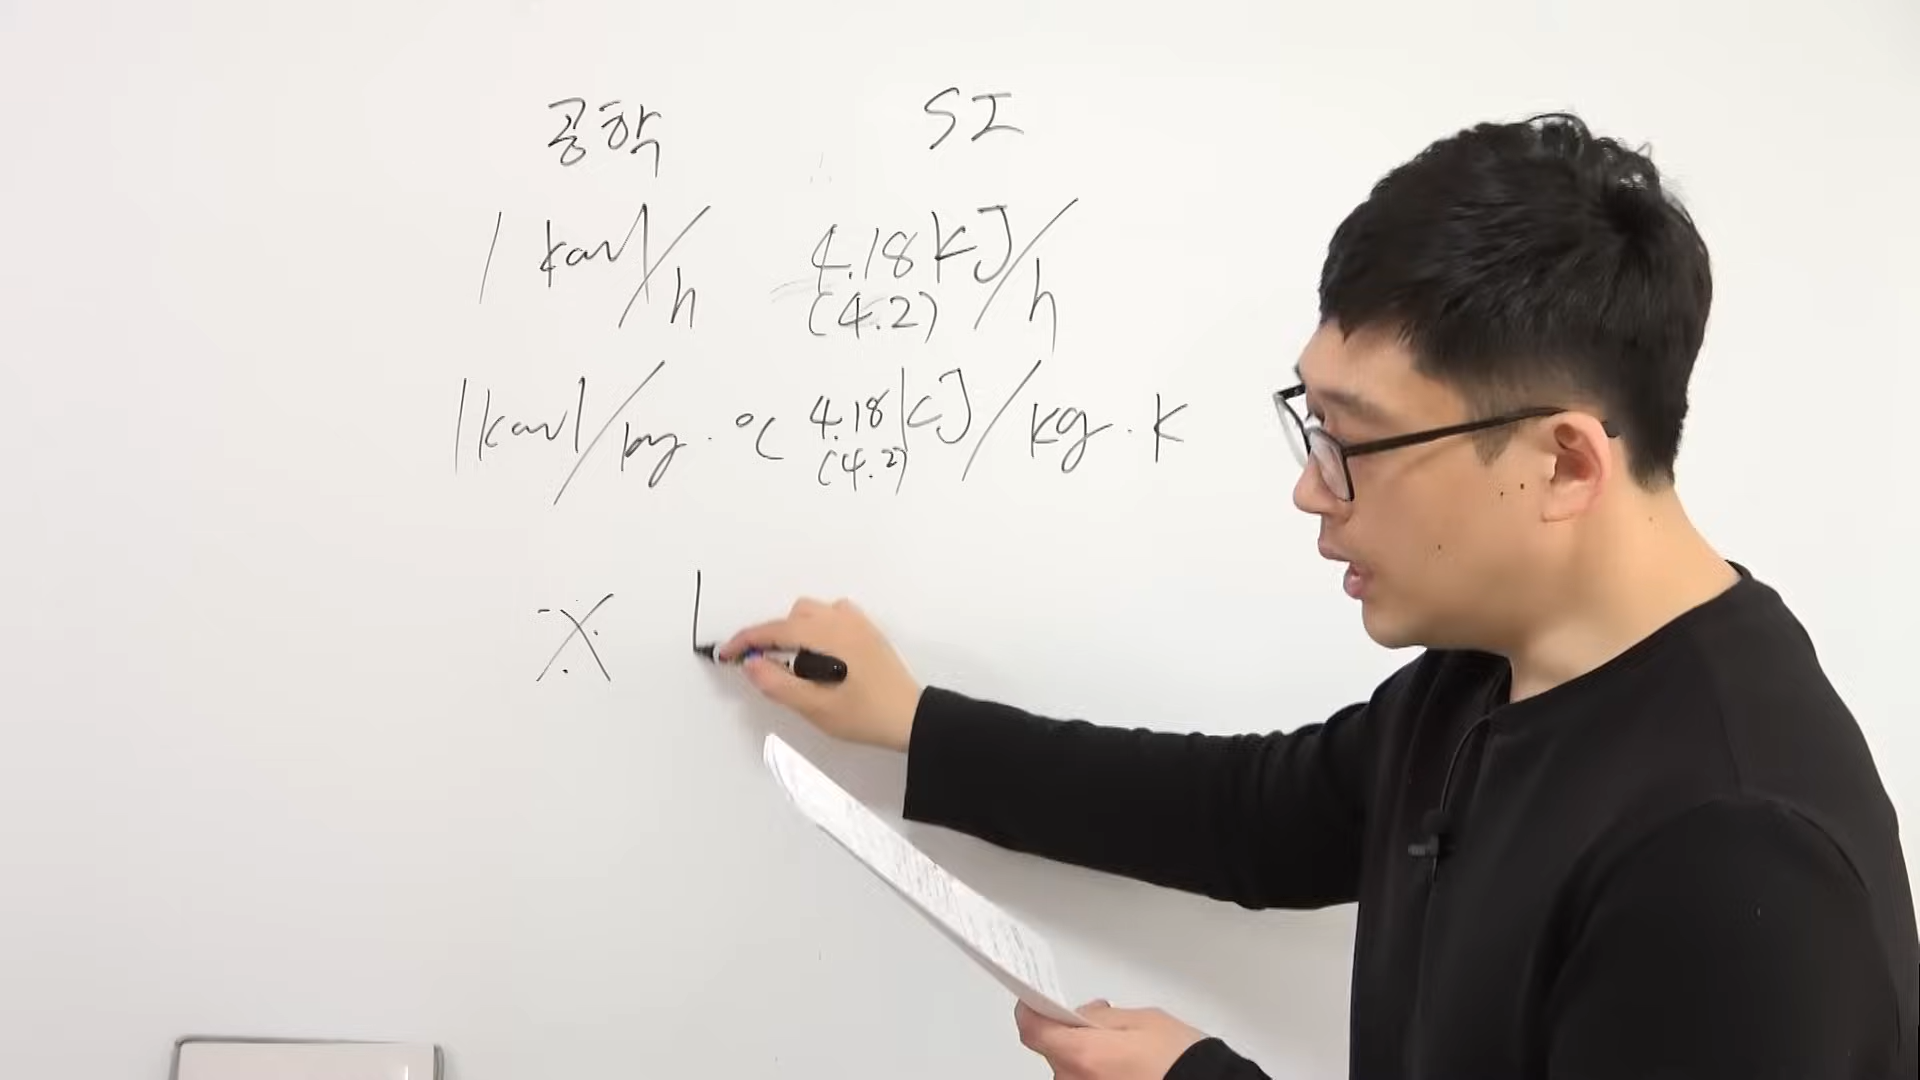 공학 SI
1 kcal/h 4.18 kJ/h
(4.2)
1 kcal/kg·℃ 4.18 kJ/kg·K
(4.2)
※